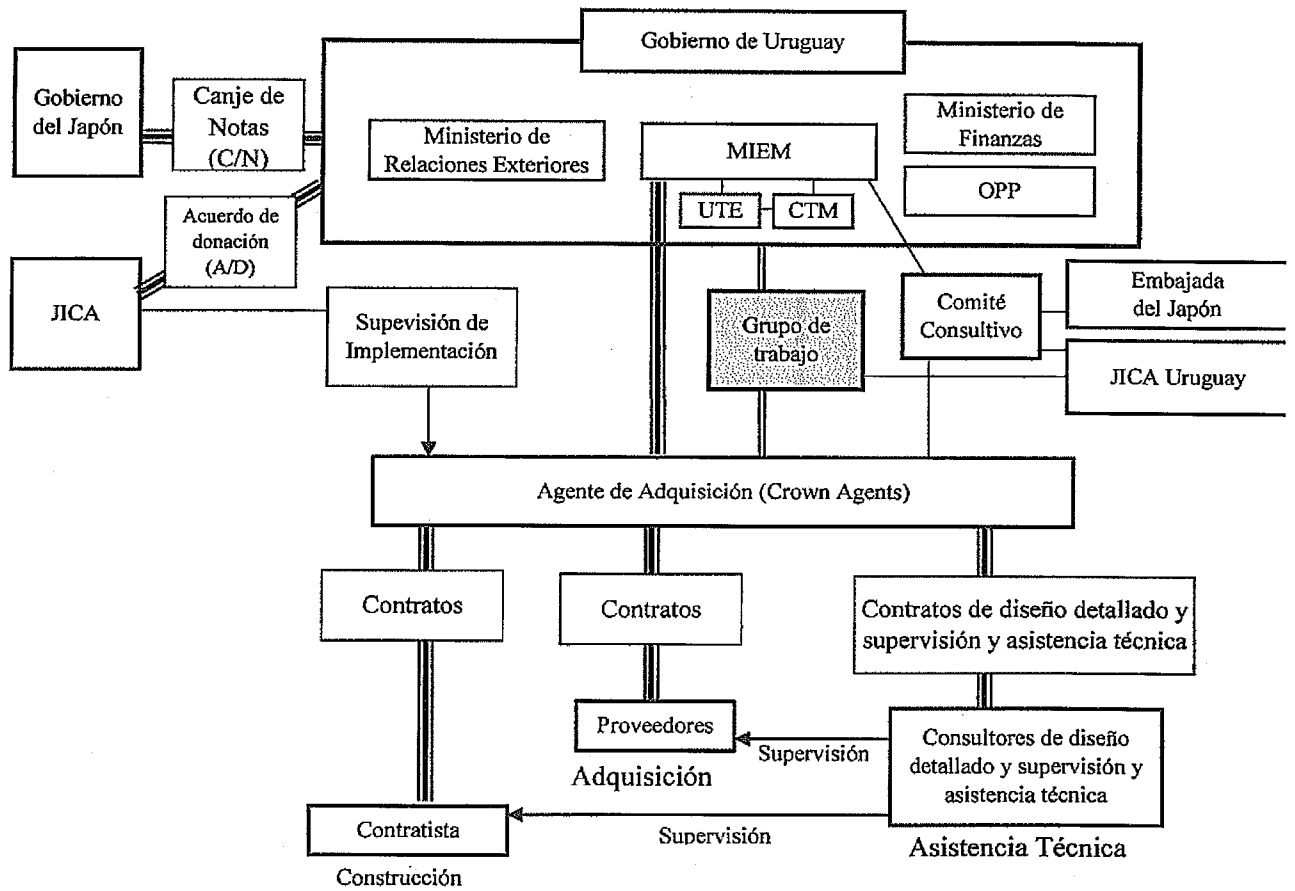 Gobierno de Uruguay
Gobierno
del Japón
Canje de
Notas
(C/N)
Ministerio de
Relaciones Exteriores
MIEM
UTE
CTM
Ministerio de
Finanzas
OPP
Acuerdo de
donación
(A/D)
JICA
Supevisión de
Implementación
Grupo de
trabajo
Comité
Consultivo
Embajada
del Japón
JICA Uruguay
Agente de Adquisición (Crown Agents)
Contratos
Contratos
Contratos de diseño detallado y
supervisión y asistencia técnica
Proveedores
Adquisición
Supervisión
Consultores de diseño
detallado y supervisión y
asistencia técnica
Asistencia Técnica
Contratista
Construcción
Supervisión